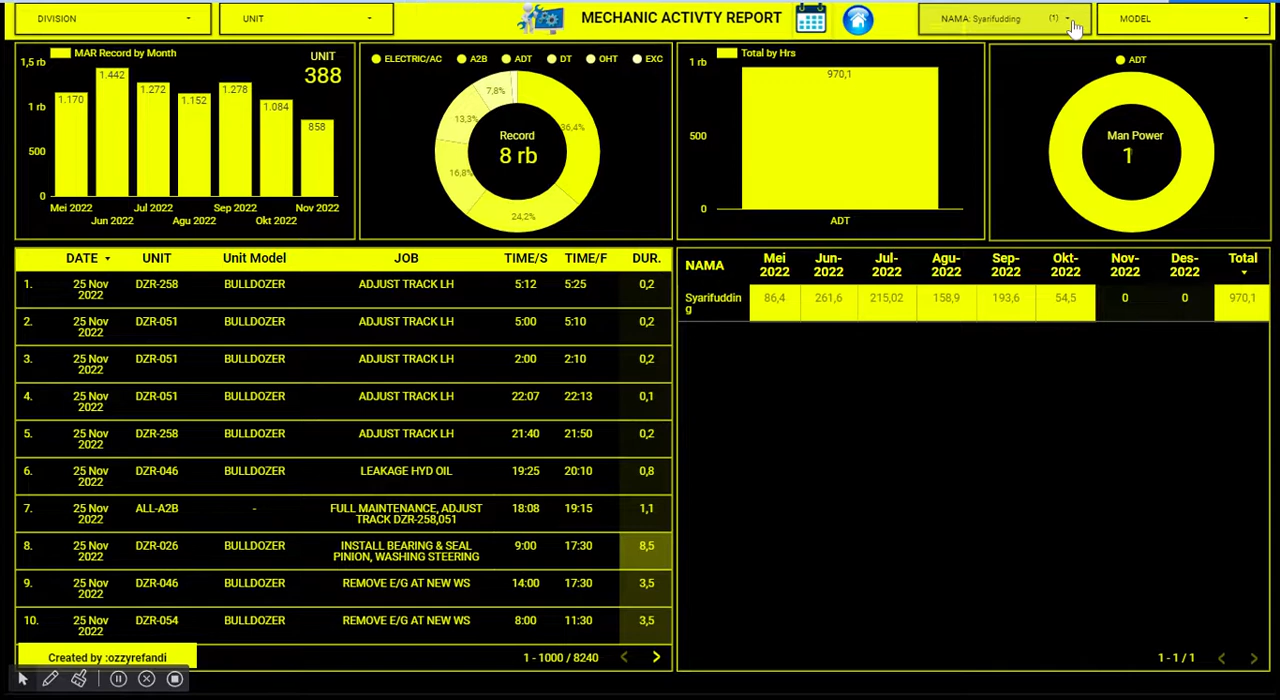 DIVISION
UNIT
MECHANIC ACTIVTY REPORT
NAMA: Syarifudding (1)
MODEL
MAR Record by Month
UNIT
388
1,5 rb
1 rb
500
0
1.170
1.442
1.272
1.152
1.278
1.084
858
Mei 2022
Jun 2022
Jul 2022
Agu 2022
Sep 2022
Okt 2022
Nov 2022
ELECTRIC/AC A2B ADT DT OHT EXC
7,8%
13,3%
36,4%
16,8%
24,2%
Record
8 rb
Total by Hrs
1 rb
500
0
970,1
ADT
ADT
Man Power
1
DATE UNIT Unit Model JOB TIME/S TIME/F DUR.
1. 25 Nov 2022 DZR-258 BULLDOZER ADJUST TRACK LH 5:12 5:25 0,2
2. 25 Nov 2022 DZR-051 BULLDOZER ADJUST TRACK LH 5:00 5:10 0,2
3. 25 Nov 2022 DZR-051 BULLDOZER ADJUST TRACK LH 2:00 2:10 0,2
4. 25 Nov 2022 DZR-051 BULLDOZER ADJUST TRACK LH 22:07 22:13 0,1
5. 25 Nov 2022 DZR-258 BULLDOZER ADJUST TRACK LH 21:40 21:50 0,2
6. 25 Nov 2022 DZR-046 BULLDOZER LEAKAGE HYD OIL 19:25 20:10 0,8
7. 25 Nov 2022 ALL-A2B - FULL MAINTENANCE, ADJUST TRACK DZR-258,051 18:08 19:15 1,1
8. 25 Nov 2022 DZR-026 BULLDOZER INSTALL BEARING & SEAL PINION, WASHING STEERING 9:00 17:30 8,5
9. 25 Nov 2022 DZR-046 BULLDOZER REMOVE E/G AT NEW WS 14:00 17:30 3,5
10. 25 Nov 2022 DZR-054 BULLDOZER REMOVE E/G AT NEW WS 8:00 11:30 3,5
Created by :ozzyrefandi
1 - 1000 / 8240 < >
NAMA Mei 2022 Jun-2022 Jul-2022 Agu-2022 Sep-2022 Okt-2022 Nov-2022 Des-2022 Total
Syarifudding 86,4 261,6 215,02 158,9 193,6 54,5 0 0 970,1
1 - 1 / 1 < >